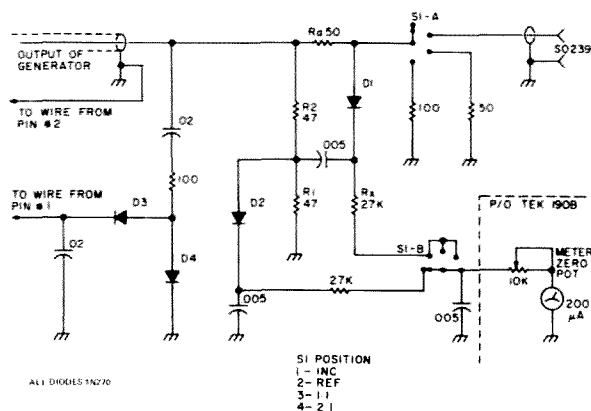 OUTPUT OF
GENERATOR
TO WIRE FROM
PIN #2
TO WIRE FROM
PIN #1
02
02
100
D3
D4
D2
R2
47
R1
47
Ra 50
D1
.005
Rx
27K
S1-A
100
50
SO239
S1-B
27K
.005
.005
P/O TEK 190B
METER
ZERO
POT
10K
200
µA
S1 POSITION
1- INC
2- REF
3- 1:1
4- 2:1
ALL DIODES 1N270